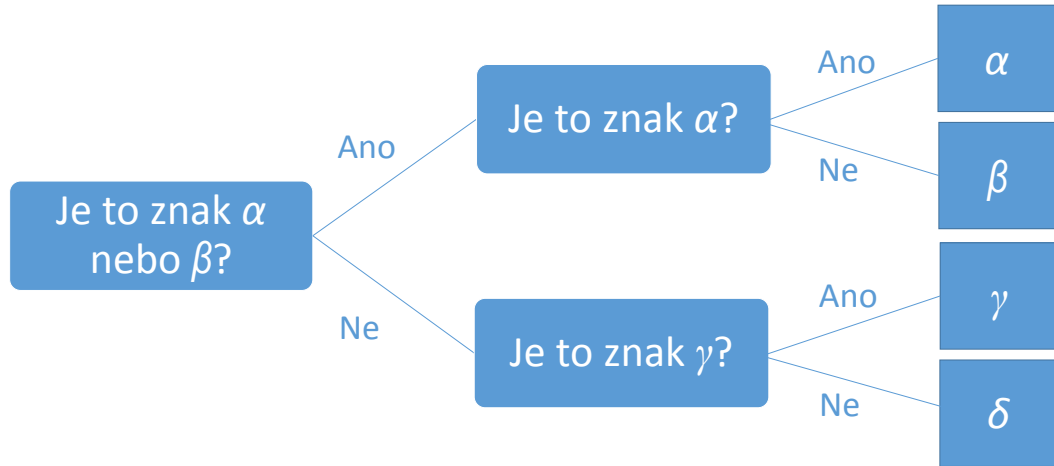 Je to znak α
nebo β?
Ano
Ne
Je to znak α?
Je to znak γ?
Ano
Ne
Ano
Ne
α
β
γ
δ